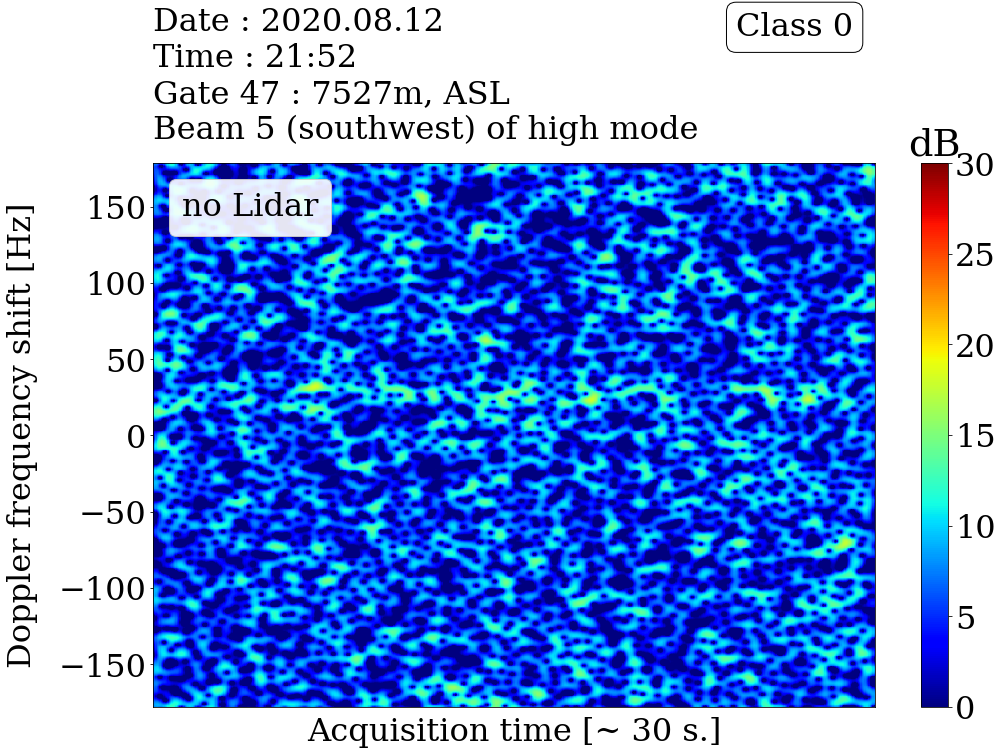 Date : 2020.08.12
Time : 21:52
Gate 47 : 7527m, ASL
Beam 5 (southwest) of high mode
Class 0
dB
no Lidar
Doppler frequency shift [Hz]
150
100
50
0
−50
−100
−150
Acquisition time [~ 30 s.]
30
25
20
15
10
5
0